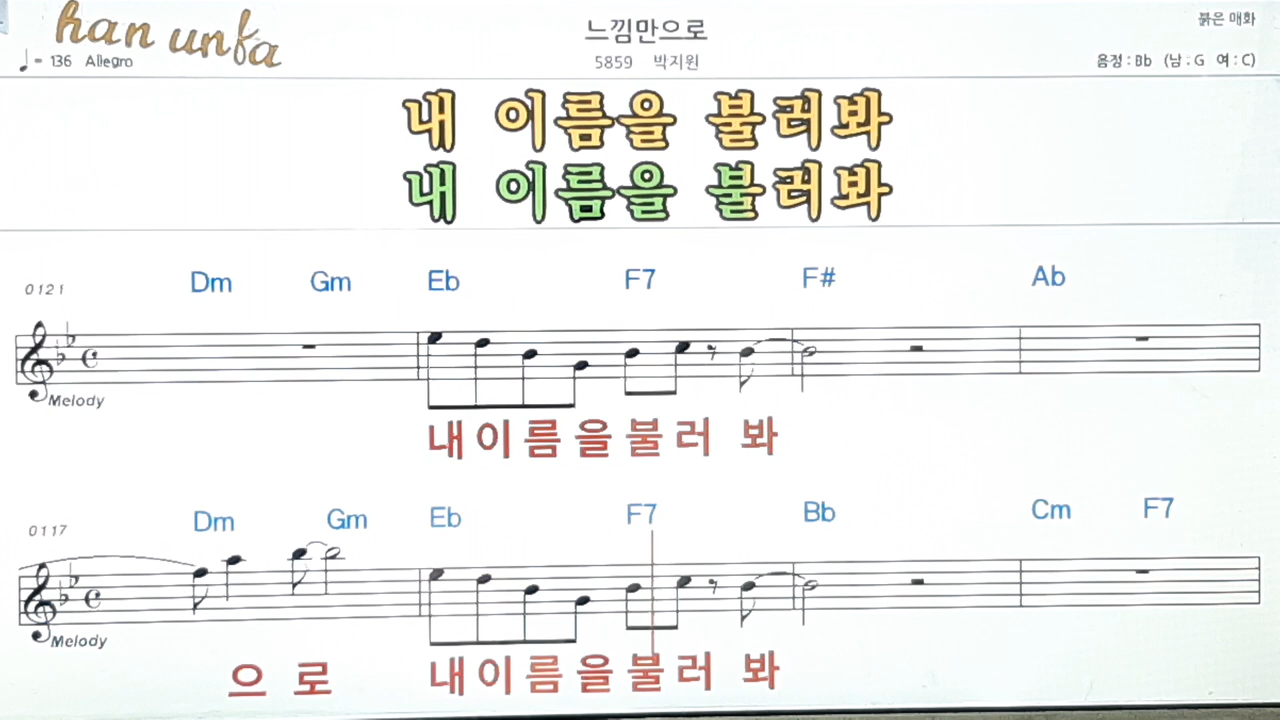 han unfa
느낌만으로
붉은 매화
♩= 136 Allegro
5859 박지원
음정 : Bb (남 : G 여 : C)
내 이름을 불러봐
내 이름을 불러봐
0121
Dm Gm Eb F7 F# Ab
Melody
내이름을불러 봐
0117
Dm Gm Eb F7 Bb Cm F7
Melody
으 로 내이름을불러 봐